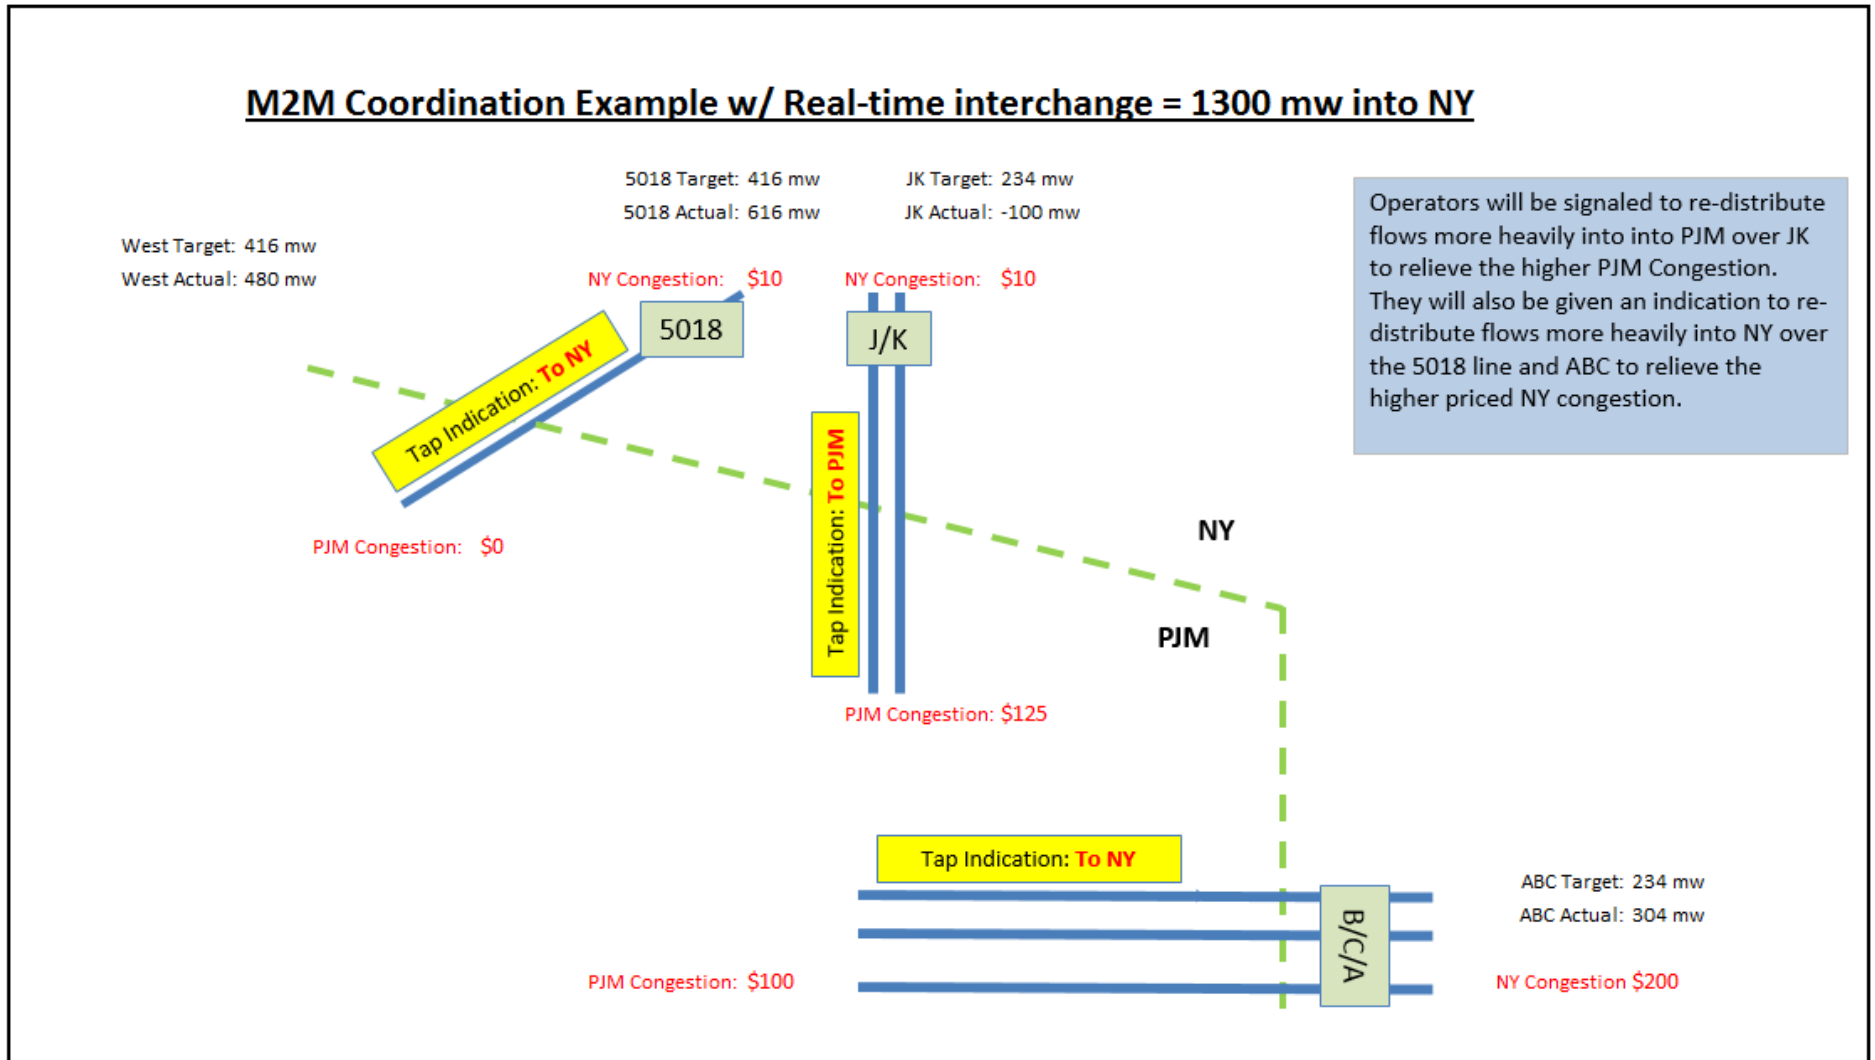 M2M Coordination Example w/ Real-time interchange = 1300 mw into NY
5018 Target: 416 mw
5018 Actual: 616 mw
JK Target: 234 mw
JK Actual: -100 mw
West Target: 416 mw
West Actual: 480 mw
NY Congestion: $10
NY Congestion: $10
Operators will be signaled to re-distribute
flows more heavily into into PJM over JK
to relieve the higher PJM Congestion.
They will also be given an indication to re-
distribute flows more heavily into NY over
the 5018 line and ABC to relieve the
higher priced NY congestion.
5018
J/K
Tap Indication: To NY
Tap Indication: To PJM
PJM Congestion: $0
NY
PJM
PJM Congestion: $125
Tap Indication: To NY
ABC Target: 234 mw
ABC Actual: 304 mw
B/C/A
PJM Congestion: $100
NY Congestion $200